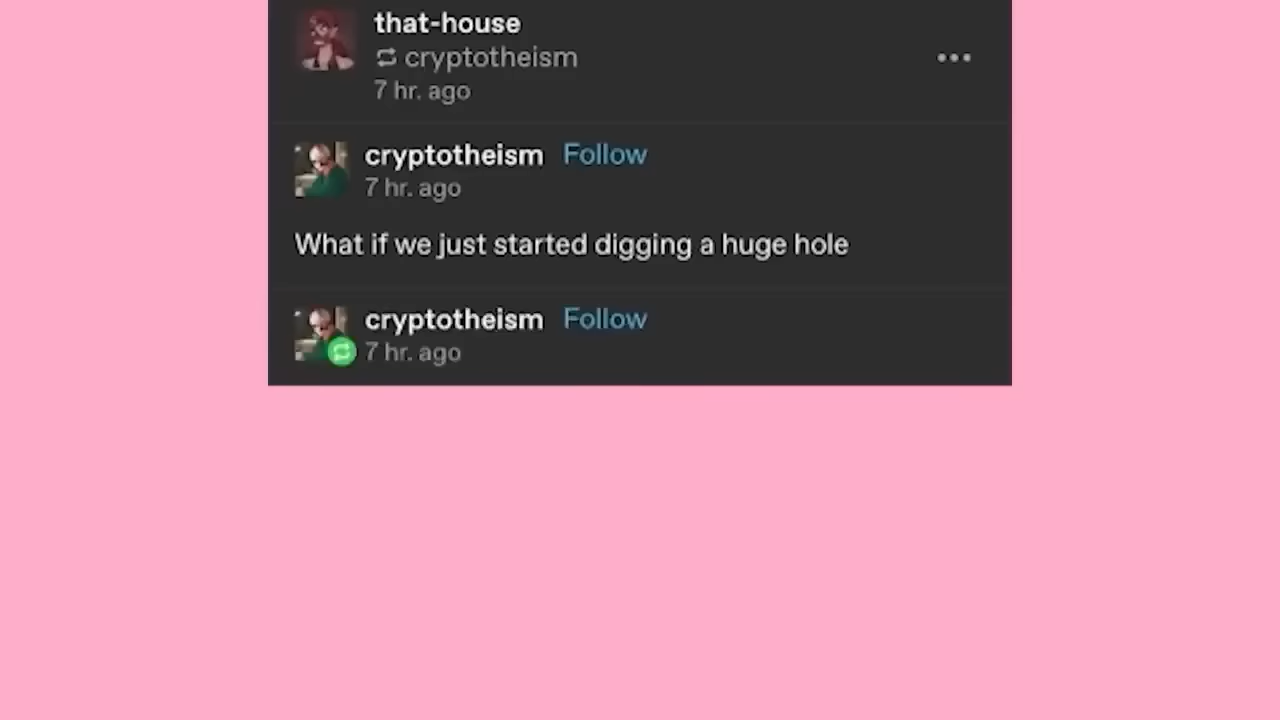 that-house
cryptotheism
7 hr. ago
cryptotheism Follow
7 hr. ago
What if we just started digging a huge hole
cryptotheism Follow
7 hr. ago